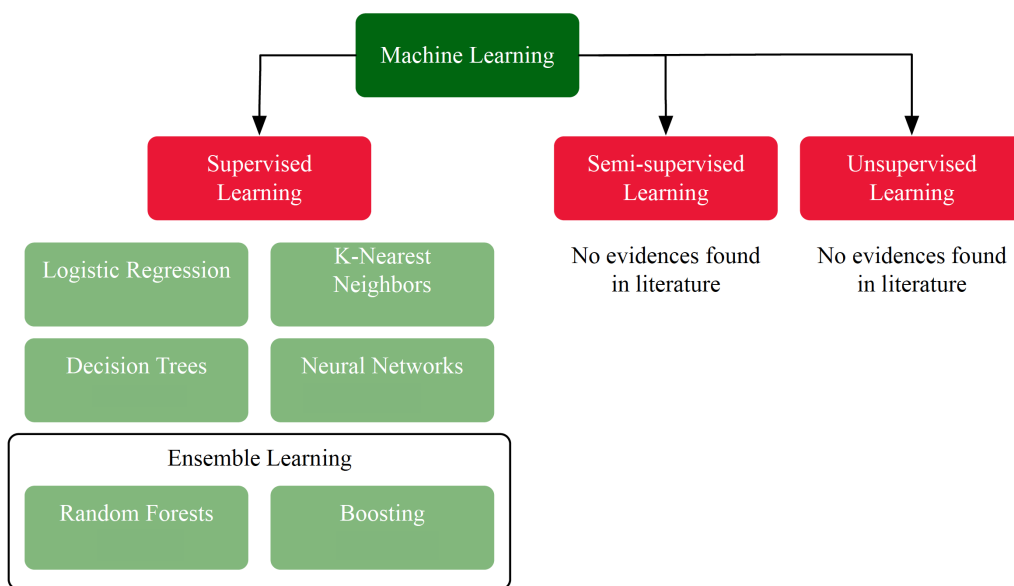 Machine Learning
Supervised
Learning
Semi-supervised
Learning
Unsupervised
Learning
Logistic Regression
K-Nearest
Neighbors
No evidences found
in literature
No evidences found
in literature
Decision Trees
Neural Networks
Ensemble Learning
Random Forests
Boosting